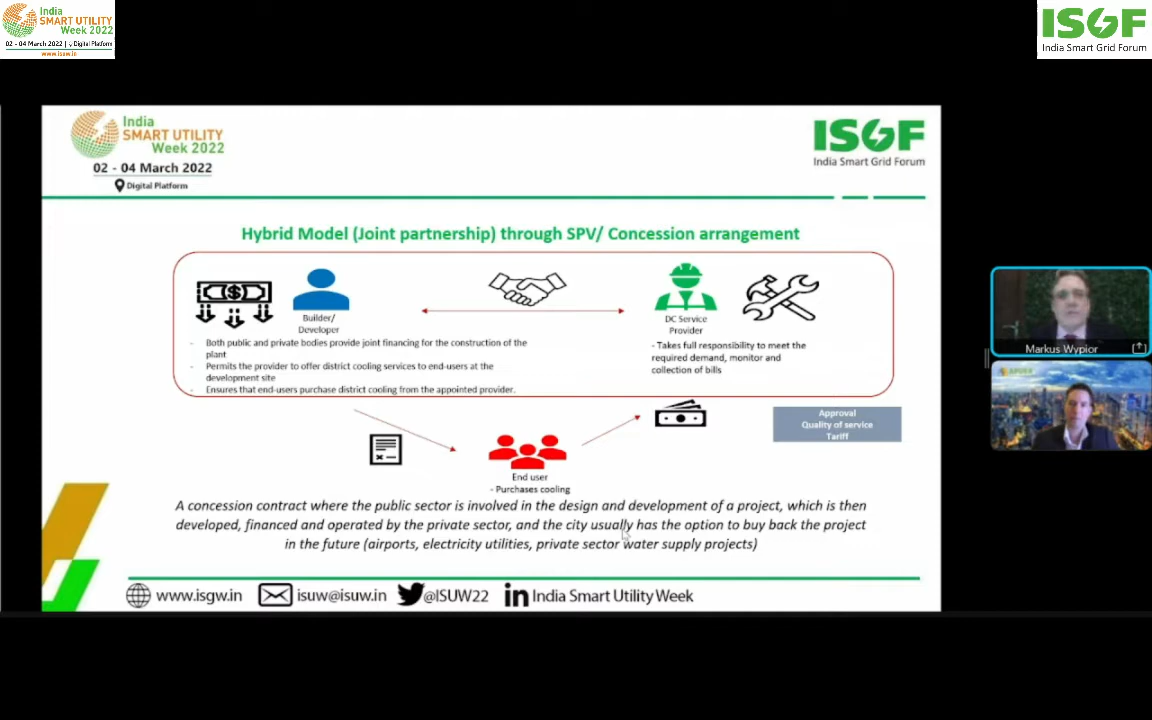 India
SMART UTILITY
Week 2022
02 - 04 March 2022 | Digital Platform
www.isuw.in
ISGF
India Smart Grid Forum
India
SMART UTILITY
Week 2022
02 - 04 March 2022
Digital Platform
ISGF
India Smart Grid Forum
Hybrid Model (Joint partnership) through SPV/ Concession arrangement
Builder/
Developer
DC Service
Provider
- Both public and private bodies provide joint financing for the construction of the
plant
- Permits the provider to offer district cooling services to end-users at the
development site
- Ensures that end-users purchase district cooling from the appointed provider.
- Takes full responsibility to meet the
required demand, monitor and
collection of bills
Approval
Quality of service
Tariff
End user
- Purchases cooling
A concession contract where the public sector is involved in the design and development of a project, which is then
developed, financed and operated by the private sector, and the city usually has the option to buy back the project
in the future (airports, electricity utilities, private sector water supply projects)
www.isgw.in
isuw@isuw.in
@ISUW22
India Smart Utility Week
Markus Wypior